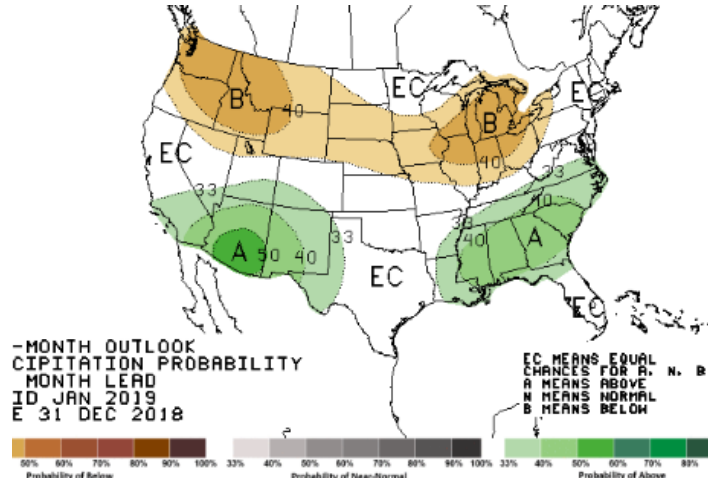 EC
EC
B
40
B
EC
40
33
33
33
40
A
50
40
33
40
A
EC
EC
-MONTH OUTLOOK
CIPITATION PROBABILITY
MONTH LEAD
ID JAN 2019
E 31 DEC 2018
EC MEANS EQUAL
CHANCES FOR A, N, B
A MEANS ABOVE
N MEANS NORMAL
B MEANS BELOW
50% 60% 70% 80% 90% 100%
33% 40% 50% 60% 70% 80% 90% 100%
33% 40% 50% 60% 70% 80%
Probability of Below
Probability of Near-Normal
Probability of Above